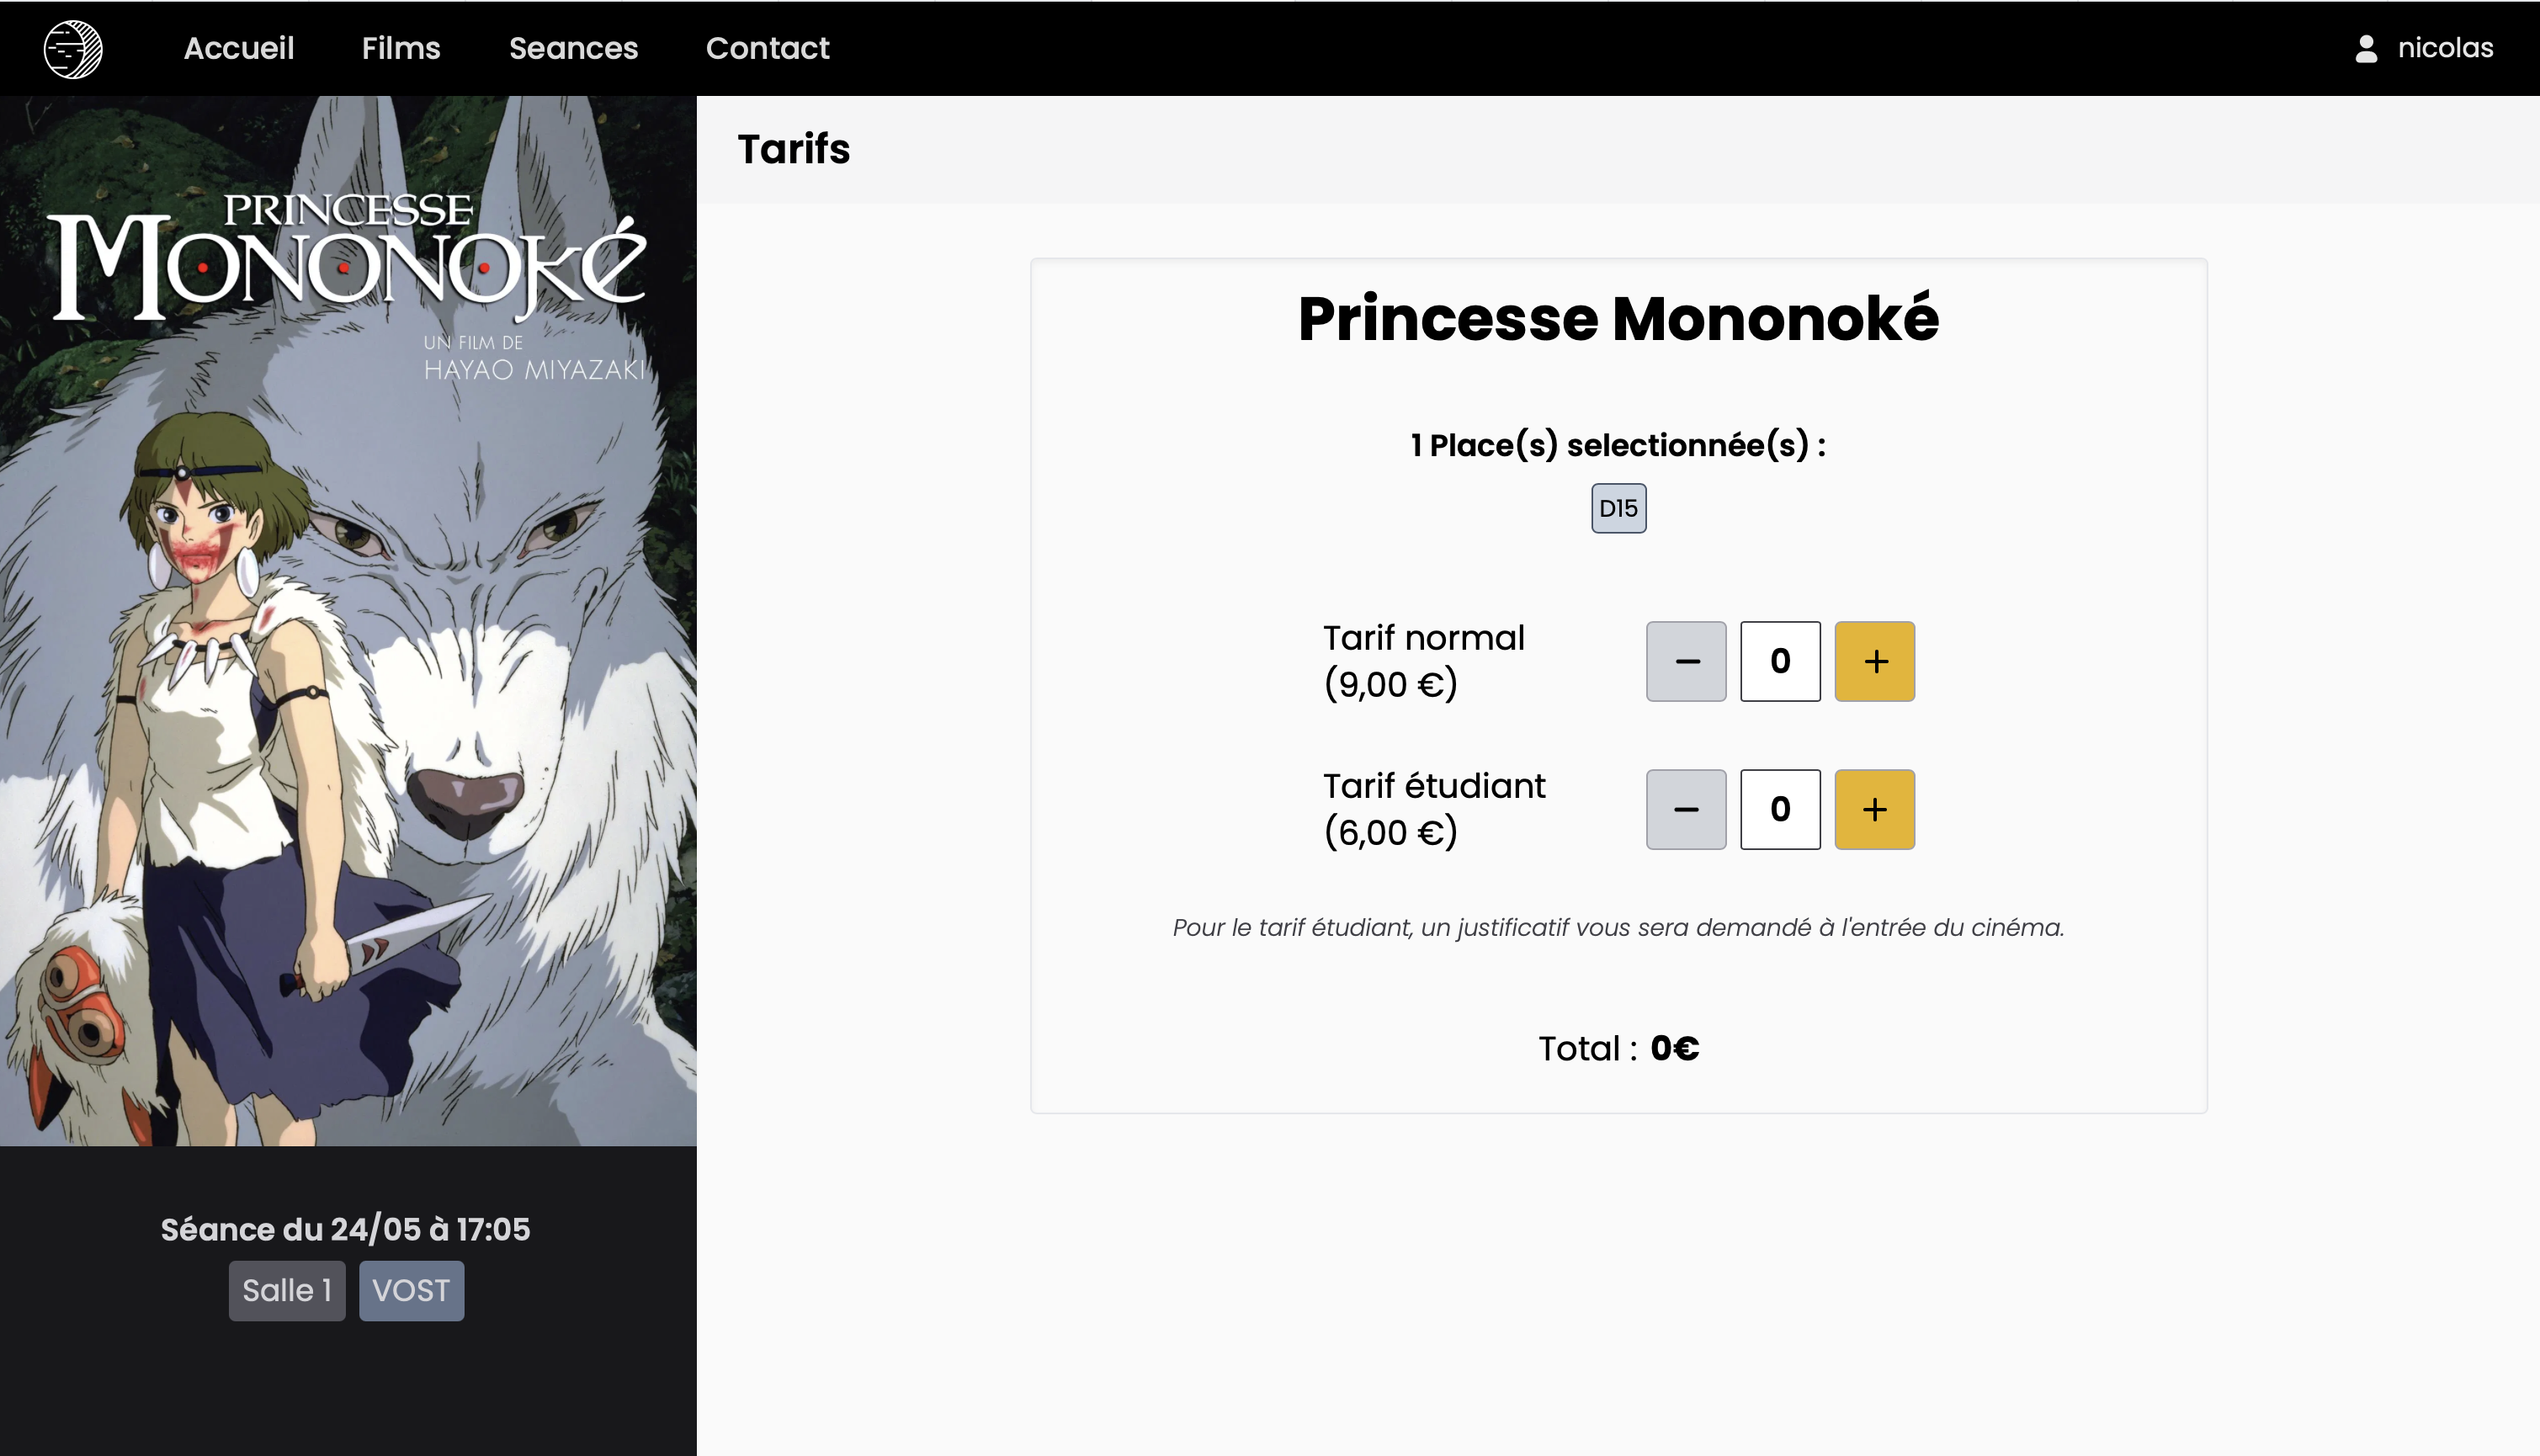 Accueil Films Seances Contact nicolas
PRINCESSE
MONONOKé
UN FILM DE
HAYAO MIYAZAKI
Séance du 24/05 à 17:05
Salle 1 VOST
Tarifs
Princesse Mononoké
1 Place(s) selectionnée(s) :
D15
Tarif normal
(9,00 €)
− 0 +
Tarif étudiant
(6,00 €)
− 0 +
Pour le tarif étudiant, un justificatif vous sera demandé à l'entrée du cinéma.
Total : 0€